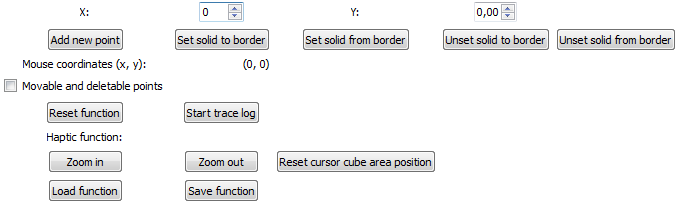 X: 0 Y: 0,00
Add new point Set solid to border Set solid from border Unset solid to border Unset solid from border
Mouse coordinates (x, y): (0, 0)
Movable and deletable points
Reset function Start trace log
Haptic function:
Zoom in Zoom out Reset cursor cube area position
Load function Save function